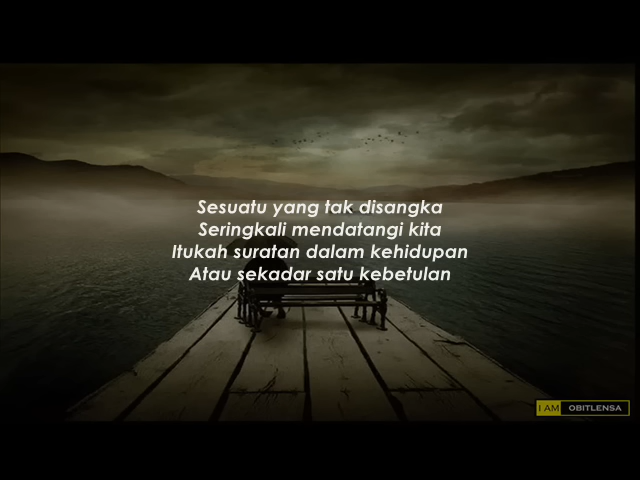 Sesuatu yang tak disangka
Seringkali mendatangi kita
Itukah suratan dalam kehidupan
Atau sekadar satu kebetulan
I AM OBITLENSA